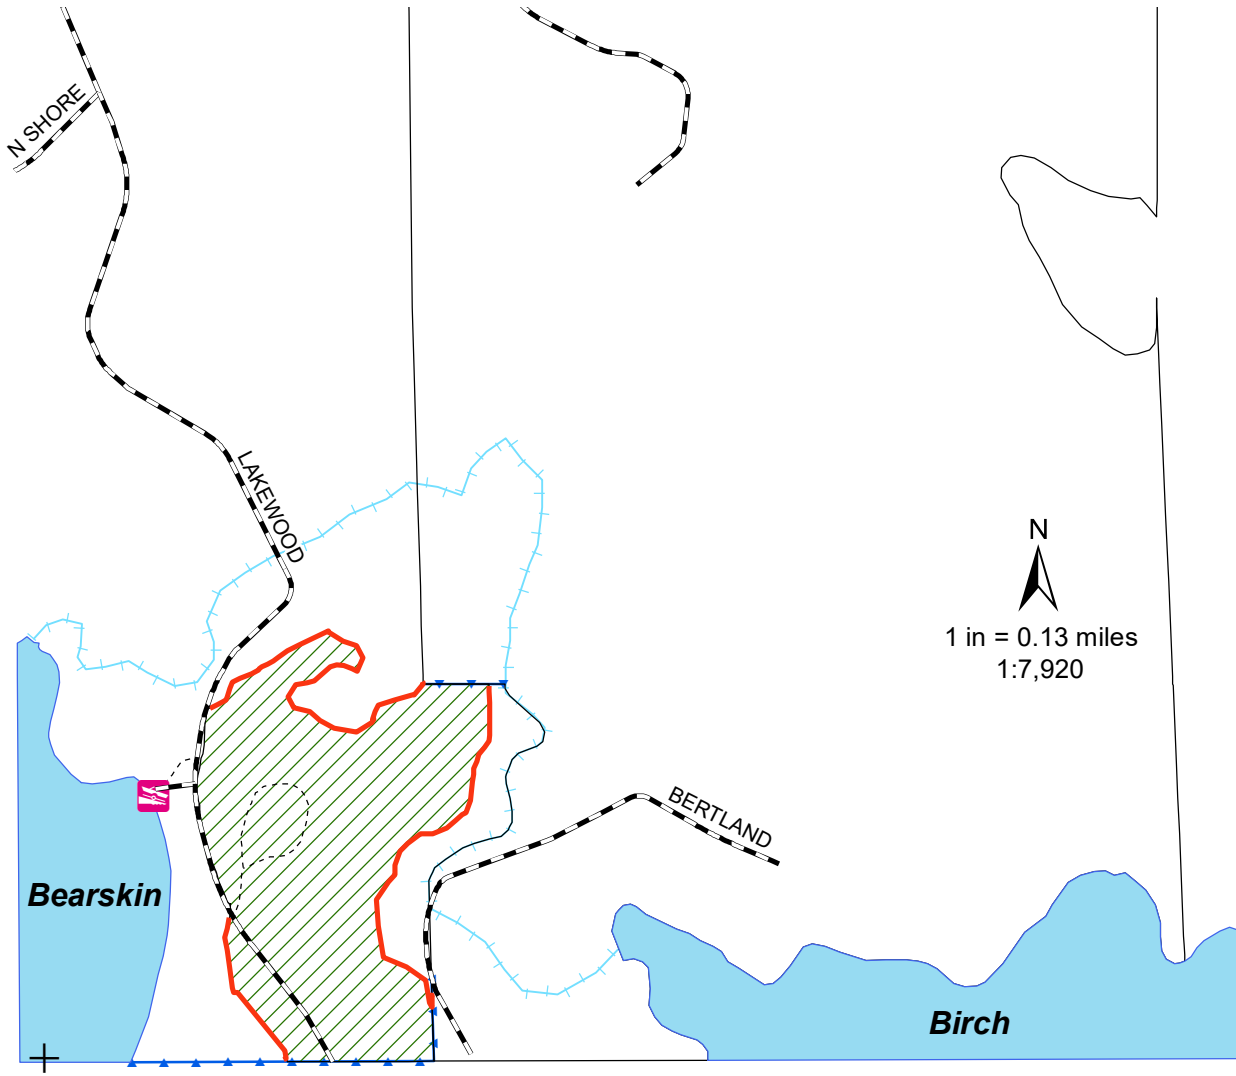 N SHORE
LAKEWOOD
N
1 in = 0.13 miles
1:7,920
BERTLAND
Bearskin
Birch